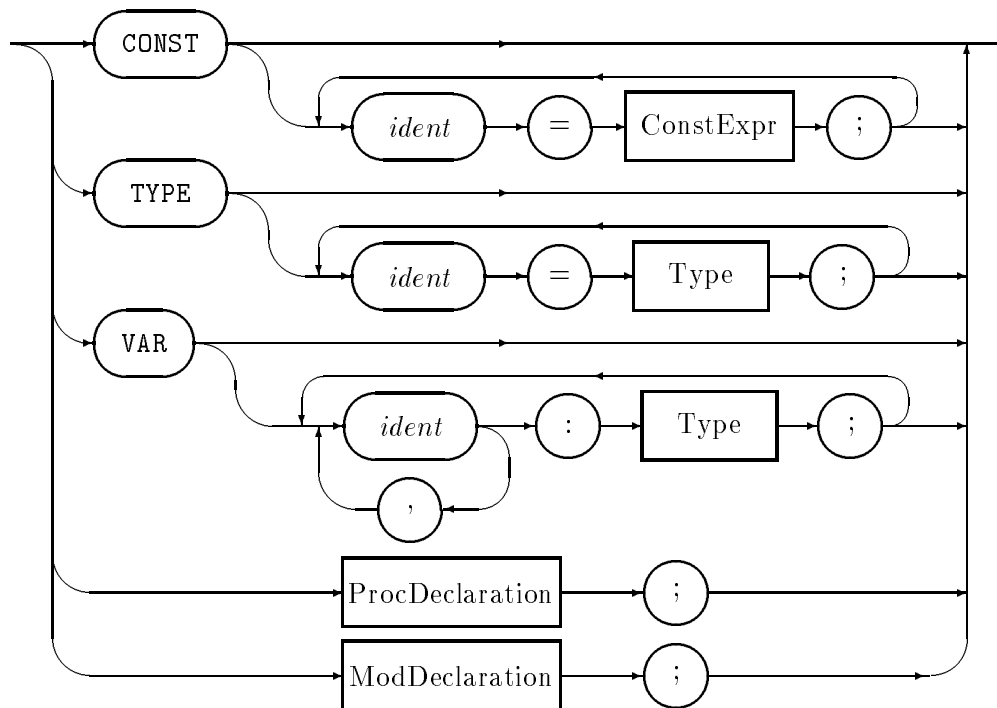 CONST
ident = ConstExpr ;
TYPE
ident = Type ;
VAR
ident : Type ;
,
ProcDeclaration ;
ModDeclaration ;